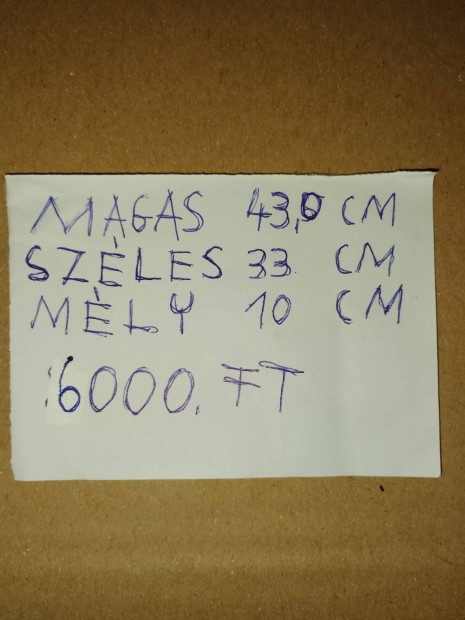 MAGAS 43,0 CM
SZÉLES 33 CM
MÉLY 10 CM
:6000. FT